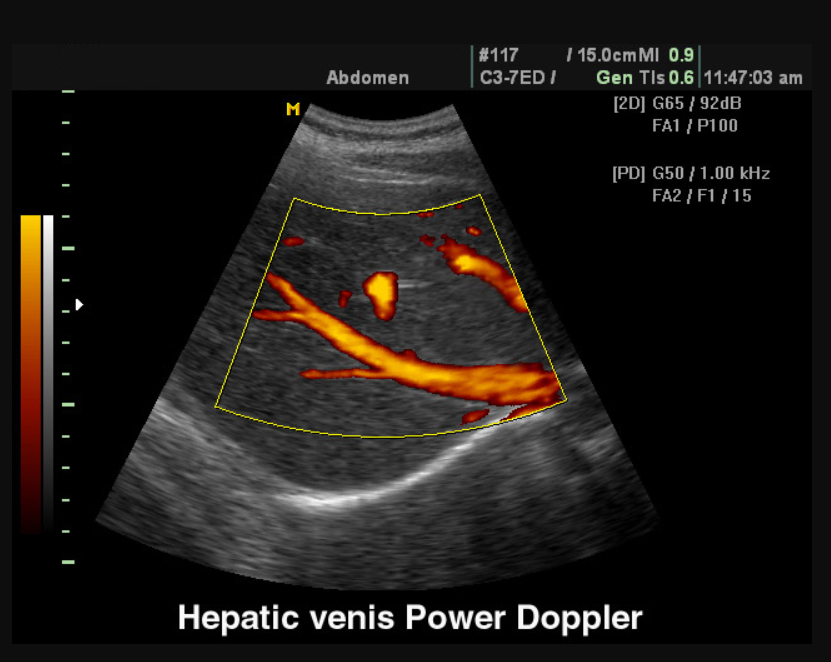 #117 / 15.0cm MI 0.9
Abdomen C3-7ED / Gen TIs 0.6 11:47:03 am
M
[2D] G65 / 92dB
FA1 / P100
[PD] G50 / 1.00 kHz
FA2 / F1 / 15
Hepatic venis Power Doppler